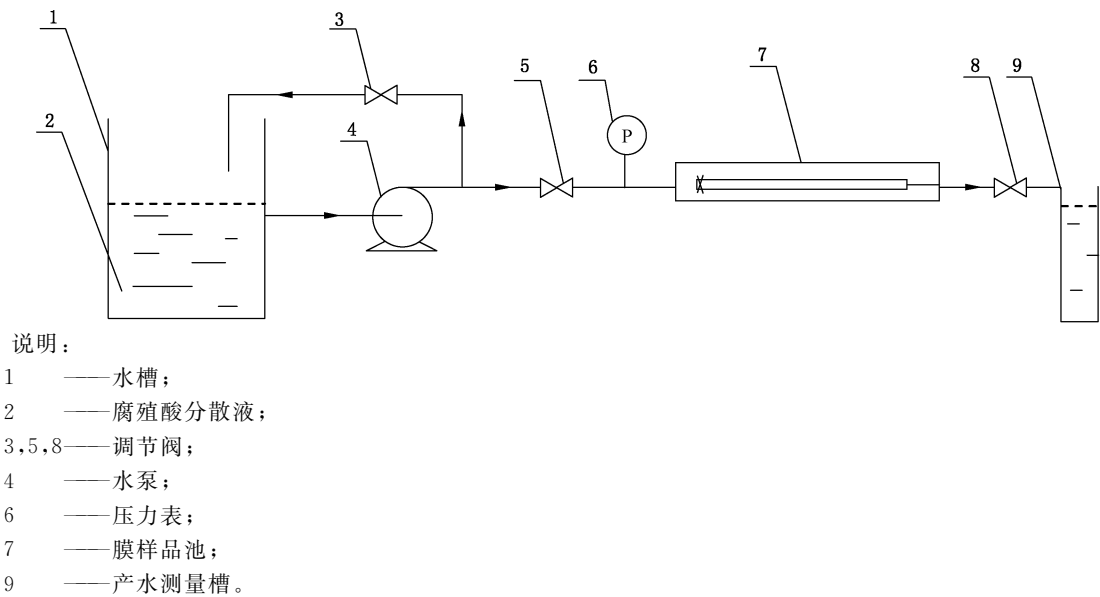 1
3
5
6
7
8
9
2
4
P
说明：
1 ——水槽；
2 ——腐殖酸分散液；
3,5,8——调节阀；
4 ——水泵；
6 ——压力表；
7 ——膜样品池；
9 ——产水测量槽。